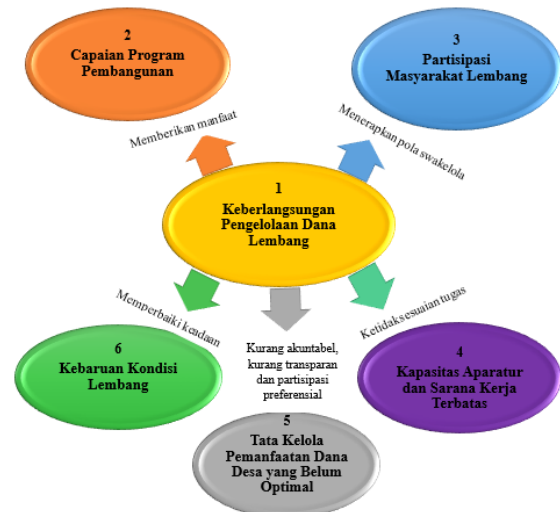 2
Capaian Program
Pembangunan
3
Partisipasi
Masyarakat Lembang
Memberikan manfaat
Menerapkan pola swakelola
1
Keberlangsungan
Pengelolaan Dana
Lembang
Memperbaiki keadaan
Ketidaksesuaian tugas
6
Kebaruan Kondisi
Lembang
Kurang akuntabel,
kurang transparan
dan partisipasi
preferensial
4
Kapasitas Aparatur
dan Sarana Kerja
Terbatas
5
Tata Kelola
Pemanfaatan Dana
Desa yang Belum
Optimal